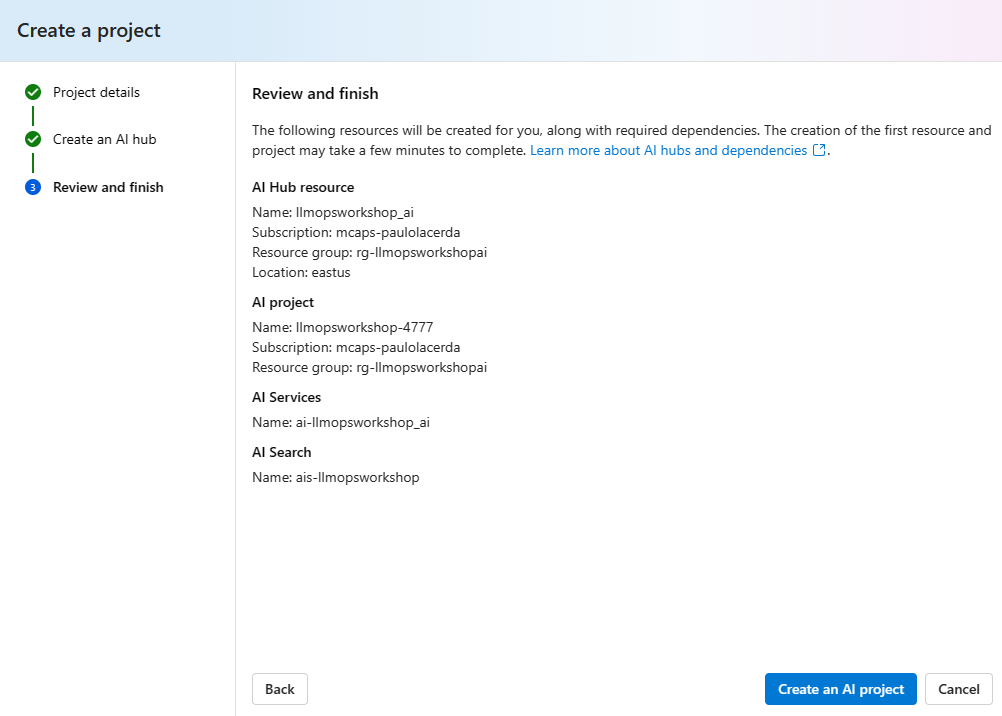 Create a project
Project details
Create an AI hub
3
Review and finish
Review and finish
The following resources will be created for you, along with required dependencies. The creation of the first resource and
project may take a few minutes to complete. Learn more about AI hubs and dependencies.
AI Hub resource
Name: llmopsworkshop_ai
Subscription: mcaps-paulolacerda
Resource group: rg-llmopsworkshopai
Location: eastus
AI project
Name: llmopsworkshop-4777
Subscription: mcaps-paulolacerda
Resource group: rg-llmopsworkshopai
AI Services
Name: ai-llmopsworkshop_ai
AI Search
Name: ais-llmopsworkshop
Back
Create an AI project
Cancel